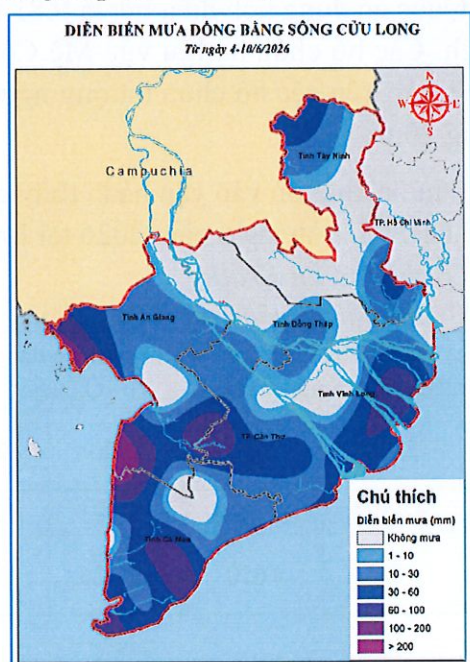 DIỄN BIẾN MƯA ĐỒNG BẰNG SÔNG CỬU LONG
Từ ngày 4-10/6/2026
N
W
E
S
Tỉnh Tây Ninh
Campuchia
TP. Hồ Chí Minh
Tỉnh An Giang
Tỉnh Đồng Tháp
Tỉnh Vĩnh Long
TP. Cần Thơ
Tỉnh Cà Mau
Chú thích
Diễn biến mưa (mm)
Không mưa
1 - 10
10 - 30
30 - 60
60 - 100
100 - 200
> 200